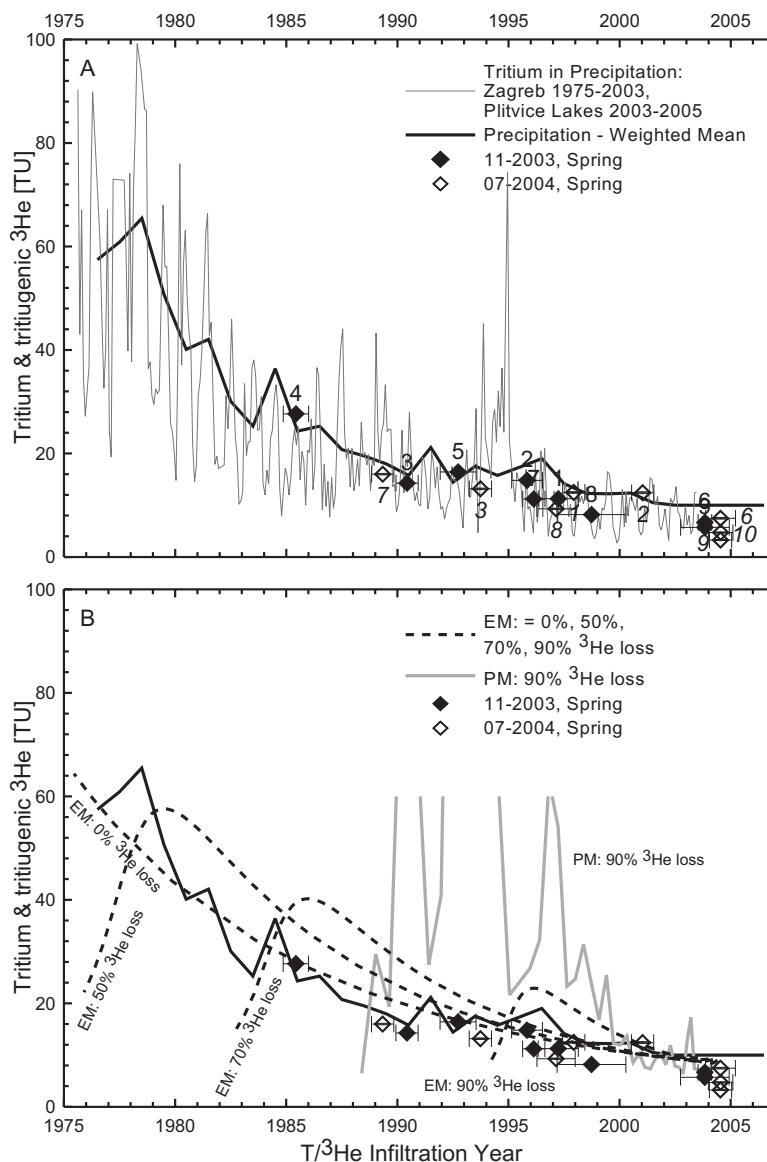 1975 1980 1985 1990 1995 2000 2005
100
80
60
40
20
0
Tritium & tritiugenic ³He [TU]
A
Tritium in Precipitation:
Zagreb 1975-2003,
Plitvice Lakes 2003-2005
Precipitation - Weighted Mean
11-2003, Spring
07-2004, Spring
4
7
3
5
3
2
7
1
8
1
8
2
6
9
6
10
100
80
60
40
20
0
Tritium & tritiugenic ³He [TU]
B
EM: = 0%, 50%,
70%, 90% ³He loss
PM: 90% ³He loss
11-2003, Spring
07-2004, Spring
EM: 0% ³He loss
EM: 50% ³He loss
EM: 70% ³He loss
EM: 90% ³He loss
PM: 90% ³He loss
1975 1980 1985 1990 1995 2000 2005
T/³He Infiltration Year